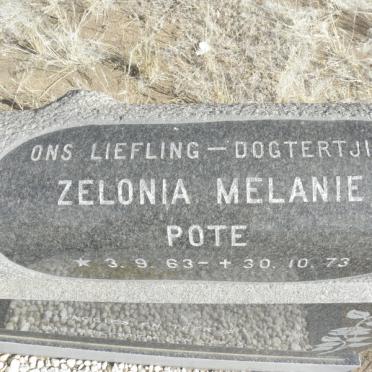 ONS LIEFLING — DOGTERTJI
ZELONIA MELANIE
POTE
* 3. 9. 63 - + 30. 10. 73